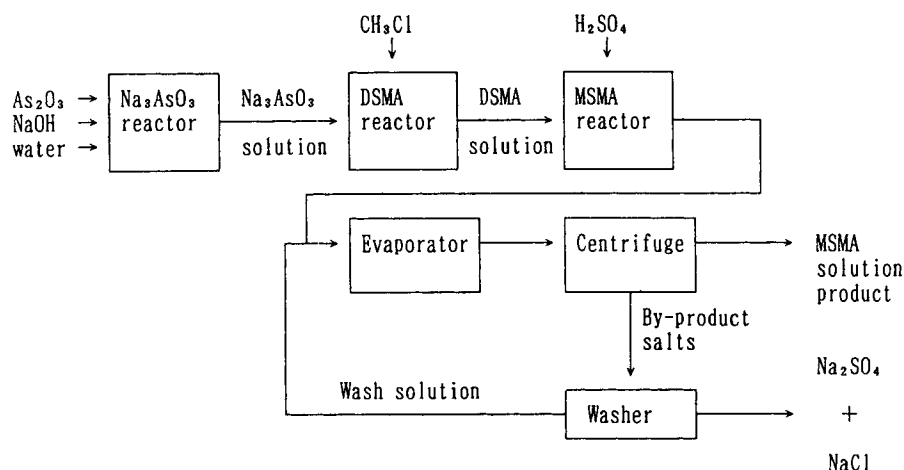 CH₃Cl
H₂SO₄
As₂O₃
NaOH
water
Na₃AsO₃
reactor
Na₃AsO₃
solution
DSMA
reactor
DSMA
solution
MSMA
reactor
Evaporator
Centrifuge
MSMA
solution
product
By-product
salts
Wash solution
Washer
Na₂SO₄
+
NaCl